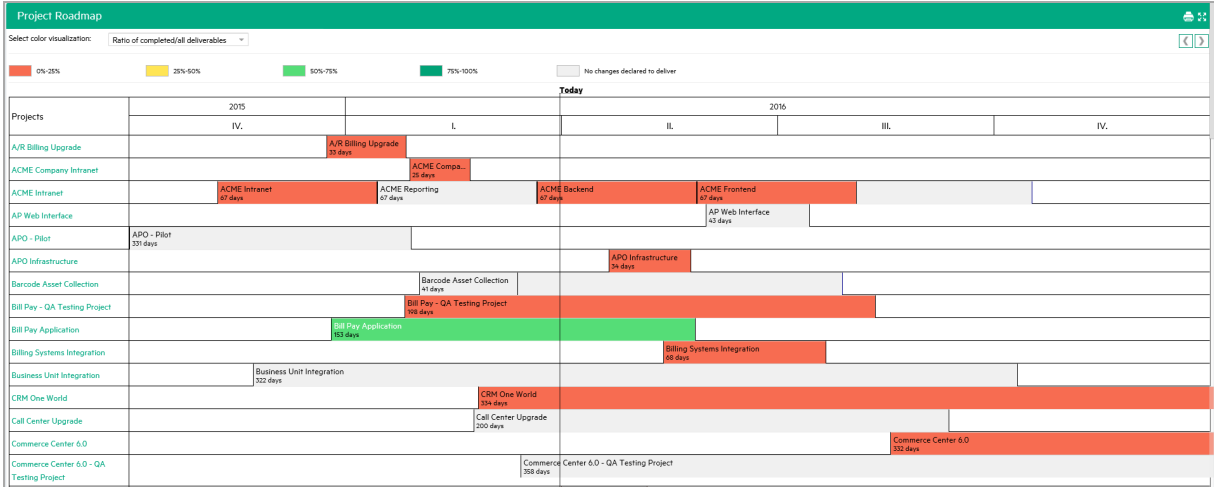 Project Roadmap
Select color visualization: Ratio of completed/all deliverables
0%-25% 25%-50% 50%-75% 75%-100% No changes declared to deliver
Today
Projects 2015 2016
IV. I. II. III. IV.
A/R Billing Upgrade A/R Billing Upgrade
33 days
ACME Company Intranet ACME Compa...
25 days
ACME Intranet ACME Intranet ACME Reporting ACME Backend ACME Frontend
67 days 67 days 67 days 67 days
AP Web Interface AP Web Interface
43 days
APO - Pilot APO - Pilot
331 days
APO Infrastructure APO Infrastructure
34 days
Barcode Asset Collection Barcode Asset Collection
41 days
Bill Pay - QA Testing Project Bill Pay - QA Testing Project
198 days
Bill Pay Application Bill Pay Application
153 days
Billing Systems Integration Billing Systems Integration
68 days
Business Unit Integration Business Unit Integration
322 days
CRM One World CRM One World
334 days
Call Center Upgrade Call Center Upgrade
200 days
Commerce Center 6.0 Commerce Center 6.0
332 days
Commerce Center 6.0 - QA Commerce Center 6.0 - QA Testing Project
Testing Project 358 days